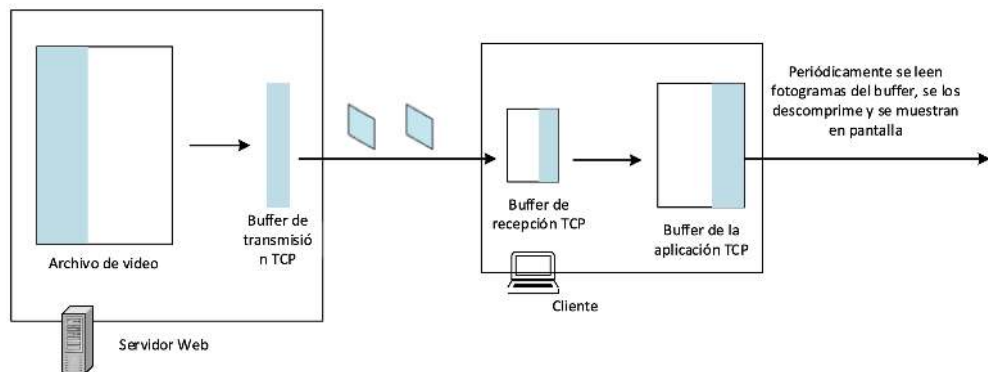 Archivo de video
Buffer de
transmisió
n TCP
Servidor Web
Buffer de
recepción TCP
Buffer de la
aplicación TCP
Cliente
Periódicamente se leen
fotogramas del buffer, se los
descomprime y se muestran
en pantalla